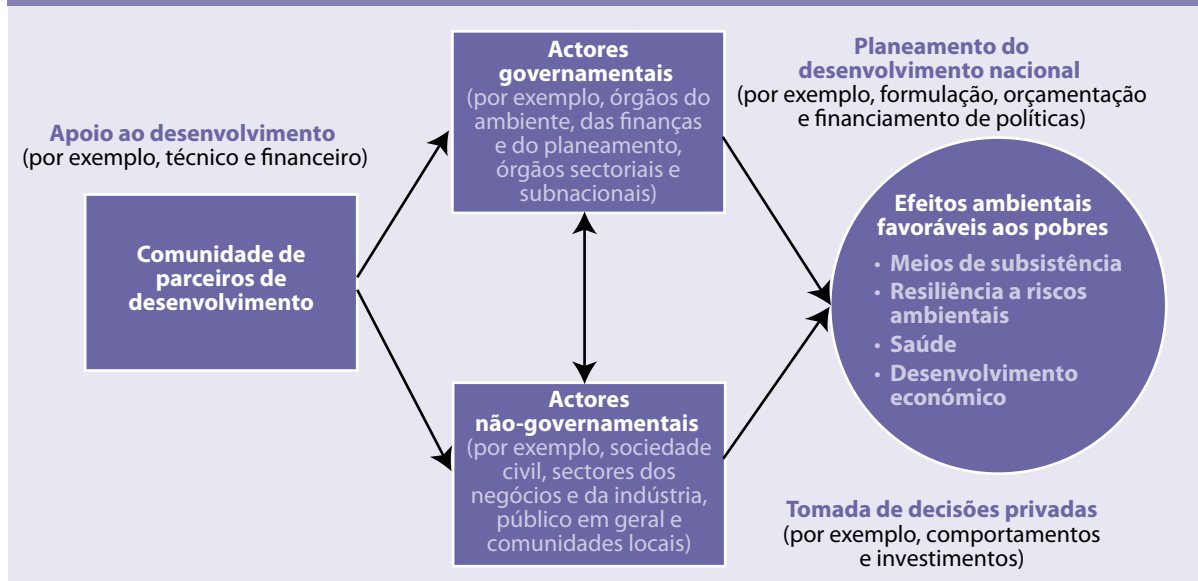 Apoio ao desenvolvimento
(por exemplo, técnico e financeiro)
Comunidade de
parceiros de
desenvolvimento
Actores
governamentais
(por exemplo, órgãos do
ambiente, das finanças
e do planeamento,
órgãos sectoriais e
subnacionais)
Actores
não-governamentais
(por exemplo, sociedade
civil, sectores dos
negócios e da indústria,
público em geral e
comunidades locais)
Planeamento do
desenvolvimento nacional
(por exemplo, formulação, orçamentação
e financiamento de políticas)
Efeitos ambientais
favoráveis aos pobres
• Meios de subsistência
• Resiliência a riscos
ambientais
• Saúde
• Desenvolvimento
económico
Tomada de decisões privadas
(por exemplo, comportamentos
e investimentos)